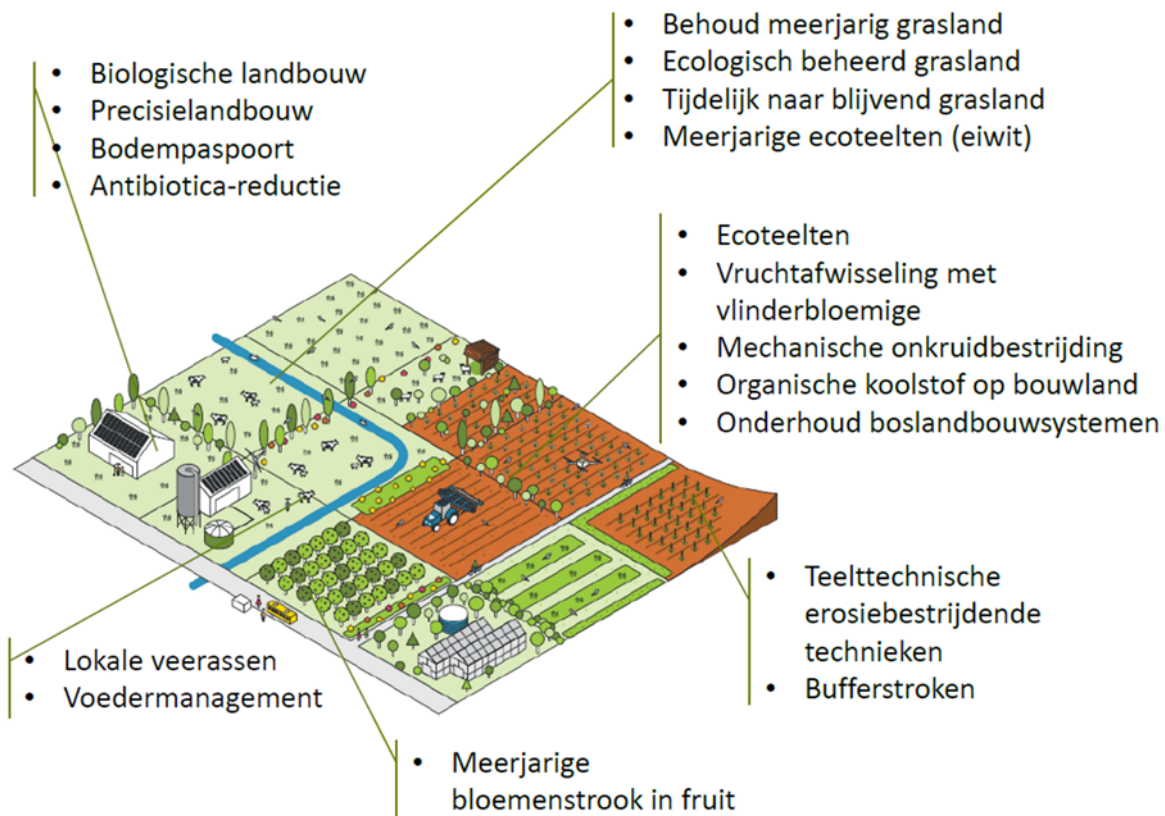 • Biologische landbouw
• Precisielandbouw
• Bodempaspoort
• Antibiotica-reductie
• Behoud meerjarig grasland
• Ecologisch beheerd grasland
• Tijdelijk naar blijvend grasland
• Meerjarige ecoteelten (eiwit)
• Ecoteelten
• Vruchtafwisseling met
vlinderbloemige
• Mechanische onkruidbestrijding
• Organische koolstof op bouwland
• Onderhoud boslandbouwsystemen
• Teelttechnische
erosiebestrijdende
technieken
• Bufferstroken
• Lokale veerassen
• Voedermanagement
• Meerjarige
bloemenstrook in fruit